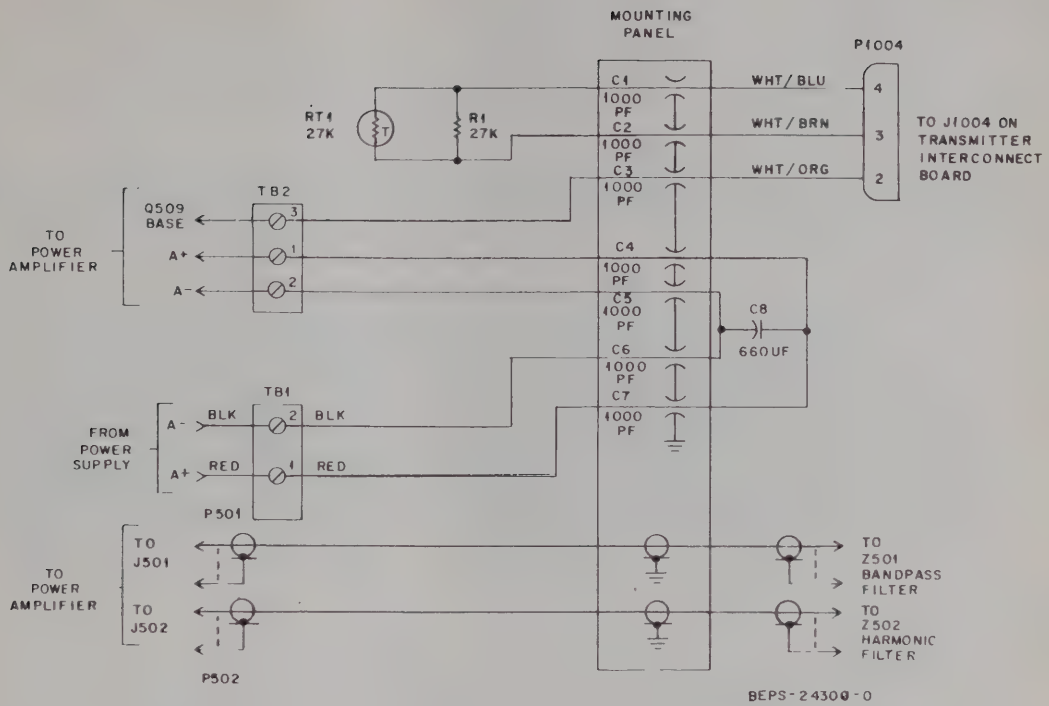 MOUNTING
PANEL
P1004
C1
1000
PF
WHT/BLU
4
RT1
27K
T
R1
27K
C2
1000
PF
WHT/BRN
3
TO J1004 ON
TRANSMITTER
INTERCONNECT
BOARD
C3
1000
PF
WHT/ORG
2
TB2
TO
POWER
AMPLIFIER
Q509
BASE
3
A+
1
A-
2
C4
1000
PF
C5
1000
PF
C8
660UF
C6
1000
PF
C7
1000
PF
TB1
FROM
POWER
SUPPLY
A-
BLK
2
BLK
A+
RED
1
RED
P501
TO
POWER
AMPLIFIER
TO
J501
TO
Z501
BANDPASS
FILTER
TO
J502
TO
Z502
HARMONIC
FILTER
P502